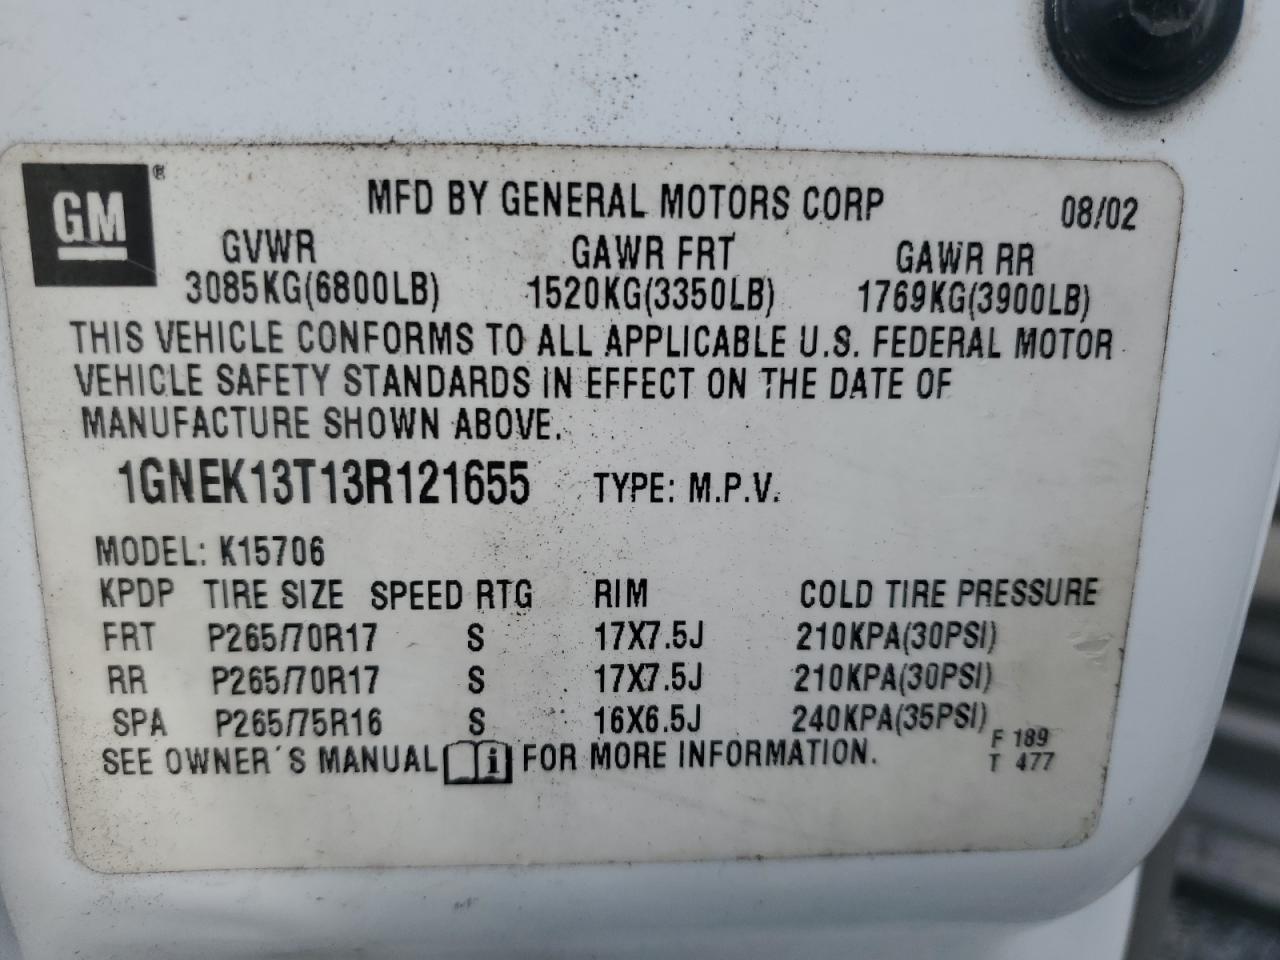 GM ®
MFD BY GENERAL MOTORS CORP 08/02
GVWR GAWR FRT GAWR RR
3085KG(6800LB) 1520KG(3350LB) 1769KG(3900LB)
THIS VEHICLE CONFORMS TO ALL APPLICABLE U.S. FEDERAL MOTOR
VEHICLE SAFETY STANDARDS IN EFFECT ON THE DATE OF
MANUFACTURE SHOWN ABOVE.
1GNEK13T13R121655 TYPE: M.P.V.
MODEL: K15706
KPDP TIRE SIZE SPEED RTG RIM COLD TIRE PRESSURE
FRT P265/70R17 S 17X7.5J 210KPA(30PSI)
RR P265/70R17 S 17X7.5J 210KPA(30PSI)
SPA P265/75R16 S 16X6.5J 240KPA(35PSI)
SEE OWNER´S MANUAL i FOR MORE INFORMATION.
F 189
T 477